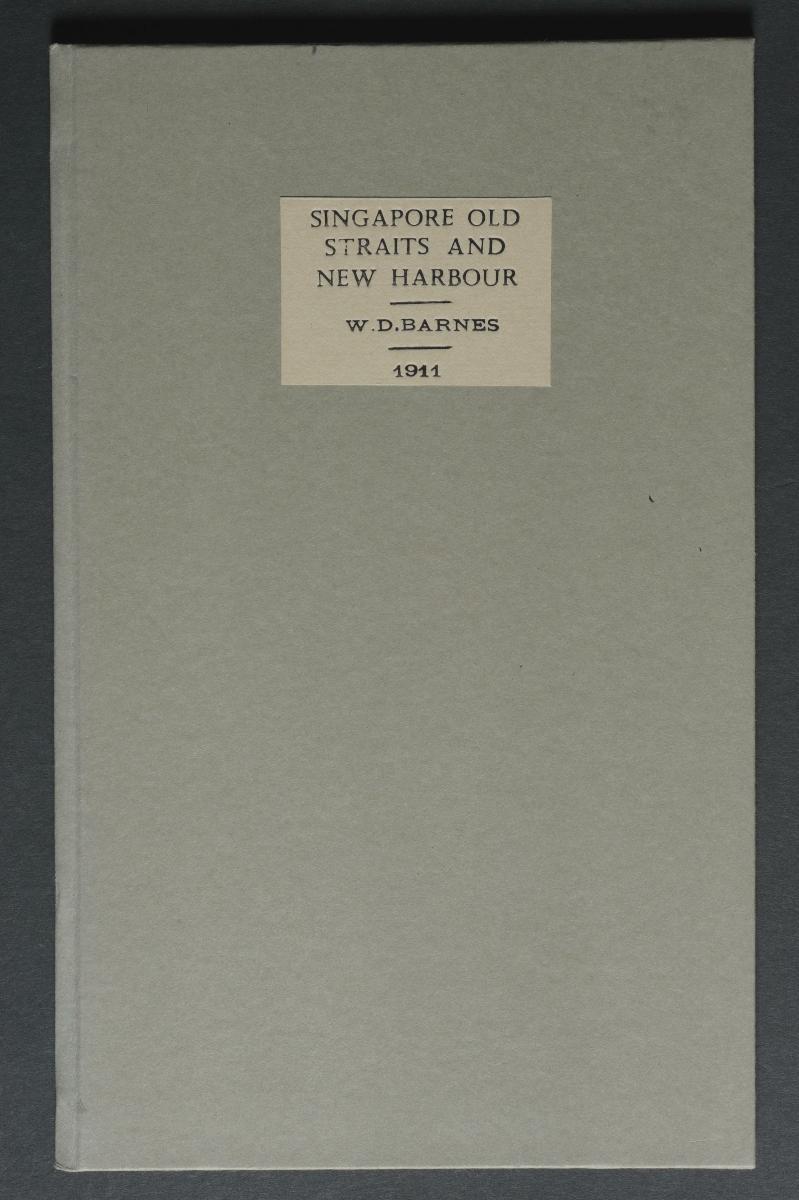 SINGAPORE OLD
STRAITS AND
NEW HARBOUR
W.D.BARNES
1911